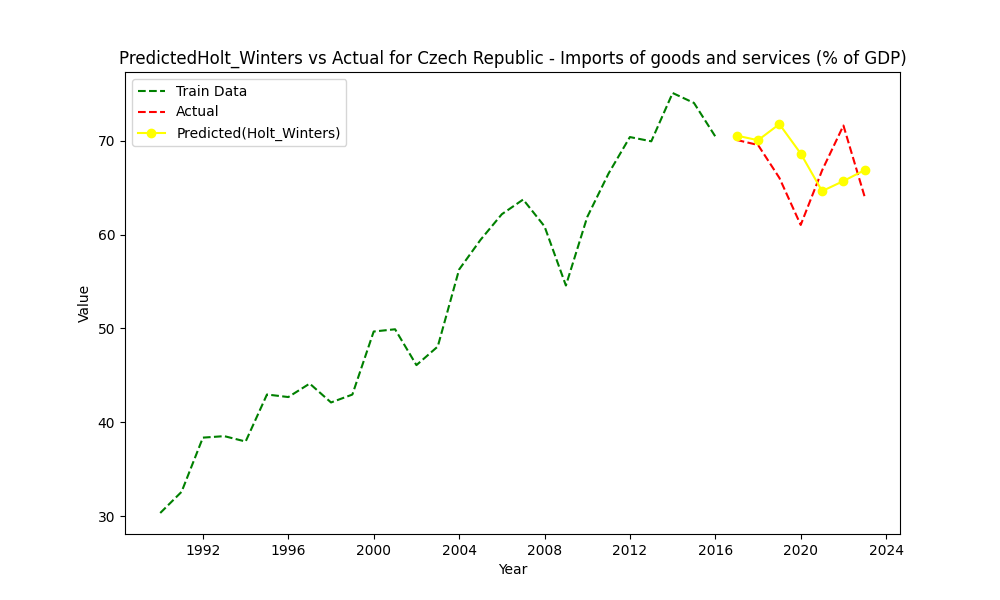 PredictedHolt_Winters vs Actual for Czech Republic - Imports of goods and services (% of GDP)
Train Data
Actual
Predicted(Holt_Winters)
70
60
50
40
30
Value
1992 1996 2000 2004 2008 2012 2016 2020 2024
Year